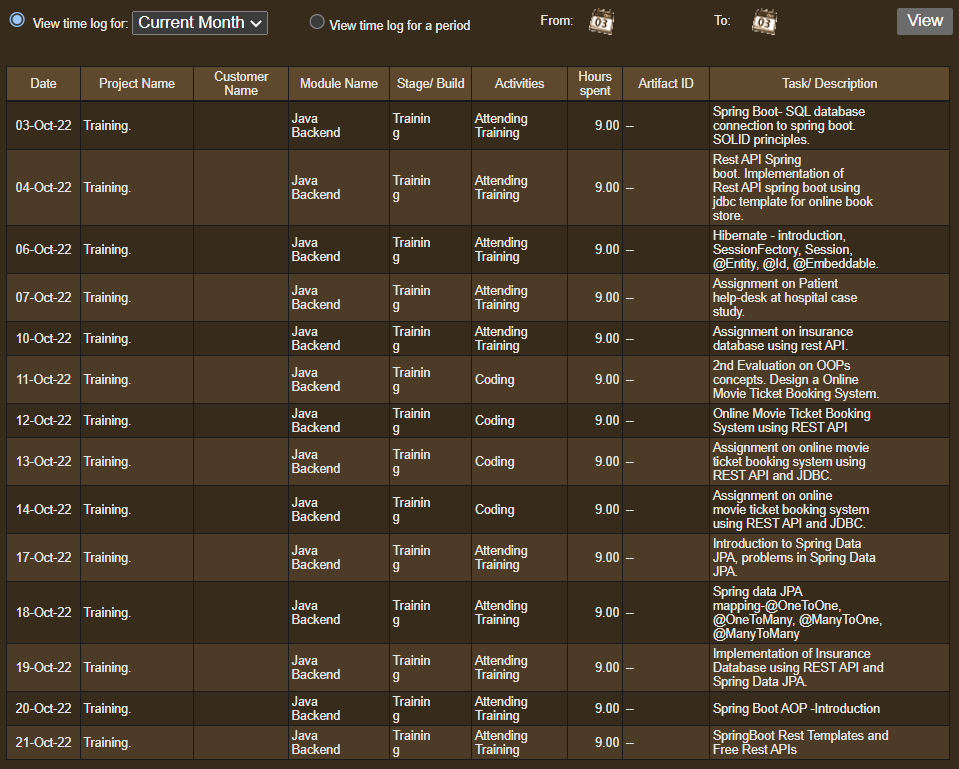 View time log for: Current Month View time log for a period From: 03 To: 03 View
Date Project Name Customer Name Module Name Stage/ Build Activities Hours spent Artifact ID Task/ Description
03-Oct-22 Training. Java Backend Trainin g Attending Training 9.00 -- Spring Boot- SQL database
connection to spring boot.
SOLID principles.
04-Oct-22 Training. Java Backend Trainin g Attending Training 9.00 -- Rest API Spring
boot. Implementation of
Rest API spring boot using
jdbc template for online book
store.
06-Oct-22 Training. Java Backend Trainin g Attending Training 9.00 -- Hibernate - introduction,
SessionFectory, Session,
@Entity, @Id, @Embeddable.
07-Oct-22 Training. Java Backend Trainin g Attending Training 9.00 -- Assignment on Patient
help-desk at hospital case
study.
10-Oct-22 Training. Java Backend Trainin g Attending Training 9.00 -- Assignment on insurance
database using rest API.
11-Oct-22 Training. Java Backend Trainin g Coding 9.00 -- 2nd Evaluation on OOPs
concepts. Design a Online
Movie Ticket Booking System.
12-Oct-22 Training. Java Backend Trainin g Coding 9.00 -- Online Movie Ticket Booking
System using REST API
13-Oct-22 Training. Java Backend Trainin g Coding 9.00 -- Assignment on online movie
ticket booking system using
REST API and JDBC.
14-Oct-22 Training. Java Backend Trainin g Coding 9.00 -- Assignment on online
movie ticket booking system
using REST API and JDBC.
17-Oct-22 Training. Java Backend Trainin g Attending Training 9.00 -- Introduction to Spring Data
JPA, problems in Spring Data
JPA.
18-Oct-22 Training. Java Backend Trainin g Attending Training 9.00 -- Spring data JPA
mapping-@OneToOne,
@OneToMany, @ManyToOne,
@ManyToMany
19-Oct-22 Training. Java Backend Trainin g Attending Training 9.00 -- Implementation of Insurance
Database using REST API and
Spring Data JPA.
20-Oct-22 Training. Java Backend Trainin g Attending Training 9.00 -- Spring Boot AOP -Introduction
21-Oct-22 Training. Java Backend Trainin g Attending Training 9.00 -- SpringBoot Rest Templates and
Free Rest APIs